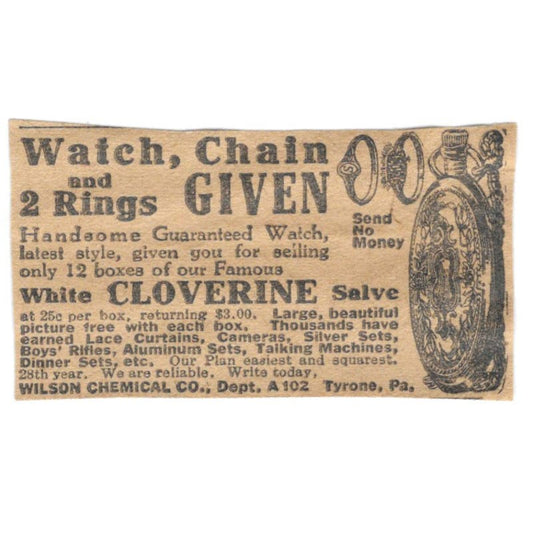 Watch, Chain
and
2 Rings GIVEN
Send
No
Money
Handsome Guaranteed Watch,
latest style, given you for selling
only 12 boxes of our Famous
White CLOVERINE Salve
at 25c per box, returning $3.00. Large, beautiful
picture free with each box. Thousands have
earned Lace Curtains, Cameras, Silver Sets,
Boys' Rifles, Aluminum Sets, Talking Machines,
Dinner Sets, etc. Our Plan easiest and squarest.
28th year. We are reliable. Write today,
WILSON CHEMICAL CO., Dept. A 102 Tyrone, Pa.